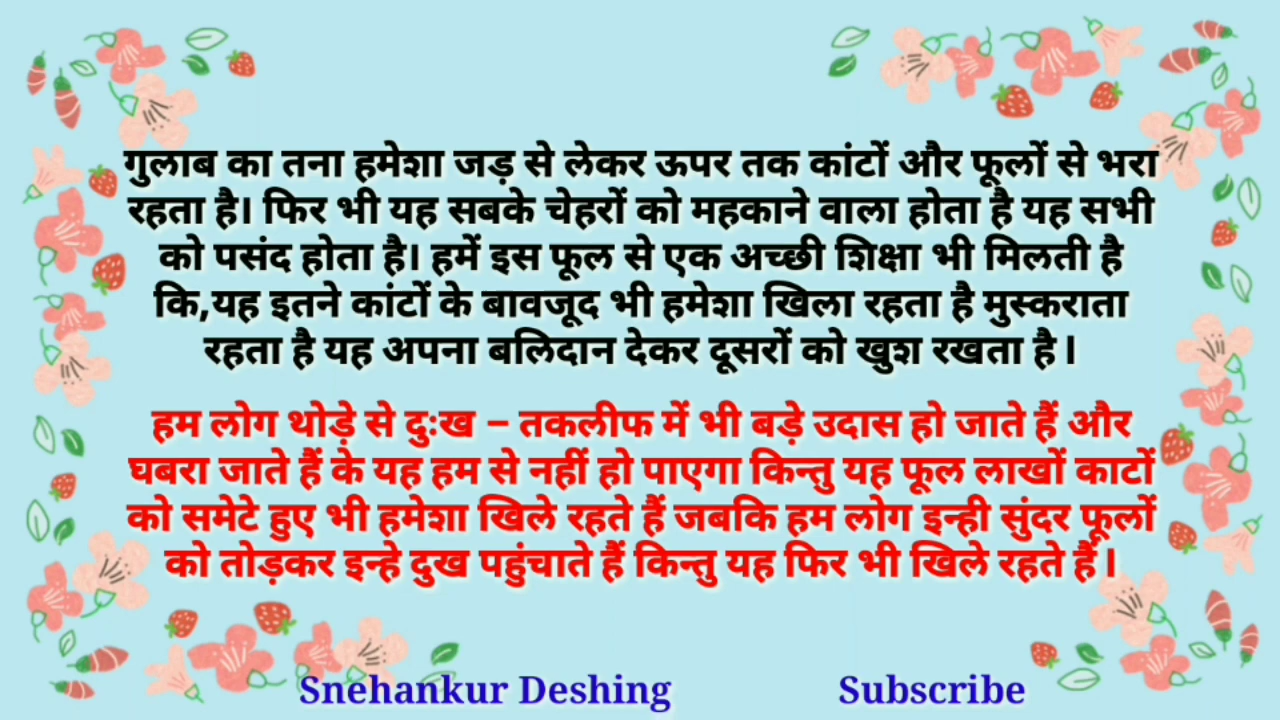 गुलाब का तना हमेशा जड़ से लेकर ऊपर तक कांटों और फूलों से भरा
रहता है। फिर भी यह सबके चेहरों को महकाने वाला होता है यह सभी
को पसंद होता है। हमें इस फूल से एक अच्छी शिक्षा भी मिलती है
कि,यह इतने कांटों के बावजूद भी हमेशा खिला रहता है मुस्कराता
रहता है यह अपना बलिदान देकर दूसरों को खुश रखता है l
हम लोग थोड़े से दुःख – तकलीफ में भी बड़े उदास हो जाते हैं और
घबरा जाते हैं के यह हम से नहीं हो पाएगा किन्तु यह फूल लाखों काटों
को समेटे हुए भी हमेशा खिले रहते हैं जबकि हम लोग इन्ही सुंदर फूलों
को तोड़कर इन्हे दुख पहुंचाते हैं किन्तु यह फिर भी खिले रहते हैं l
Snehankur Deshing Subscribe